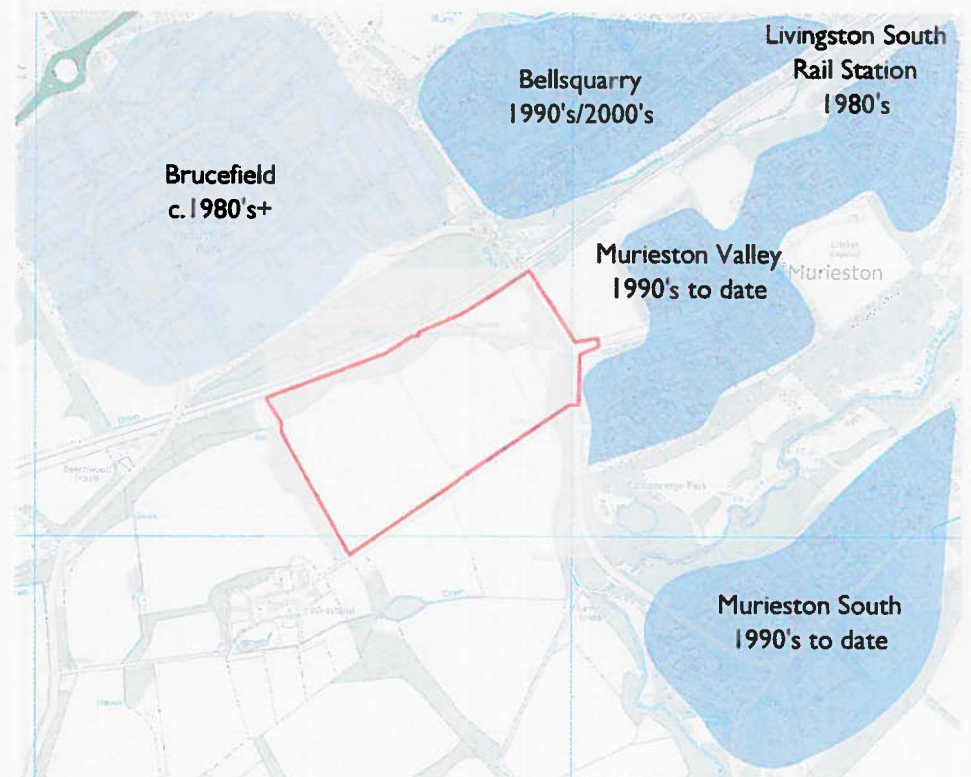 Livingston South
Rail Station
1980's
Bellsquarry
1990's/2000's
Brucefield
c.1980's+
Murieston Valley
1990's to date
Murieston
Murieston South
1990's to date